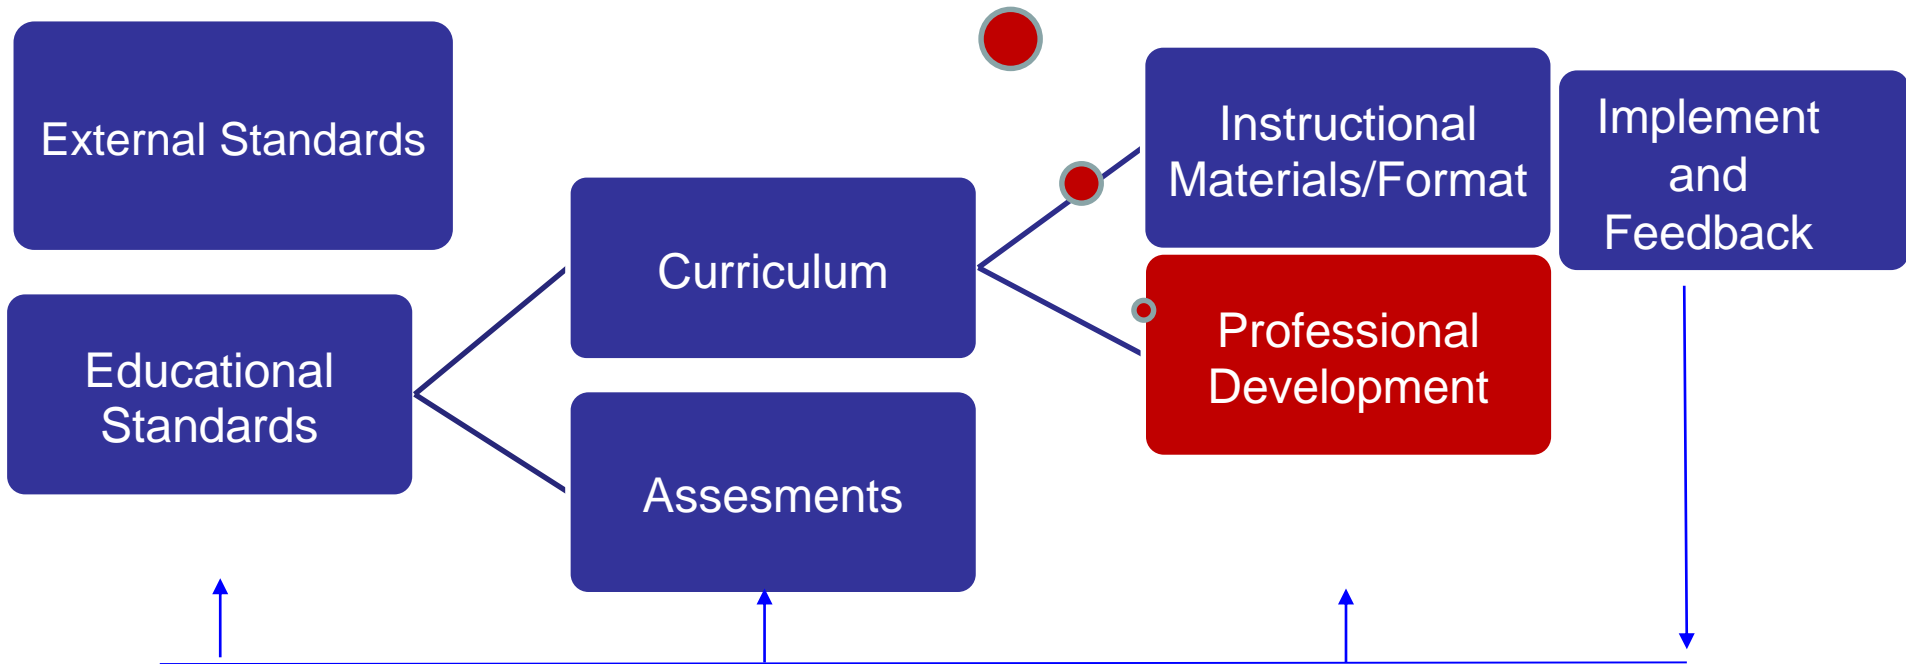 External Standards
Educational
Standards
Curriculum
Assesments
Instructional
Materials/Format
Professional
Development
Implement
and
Feedback